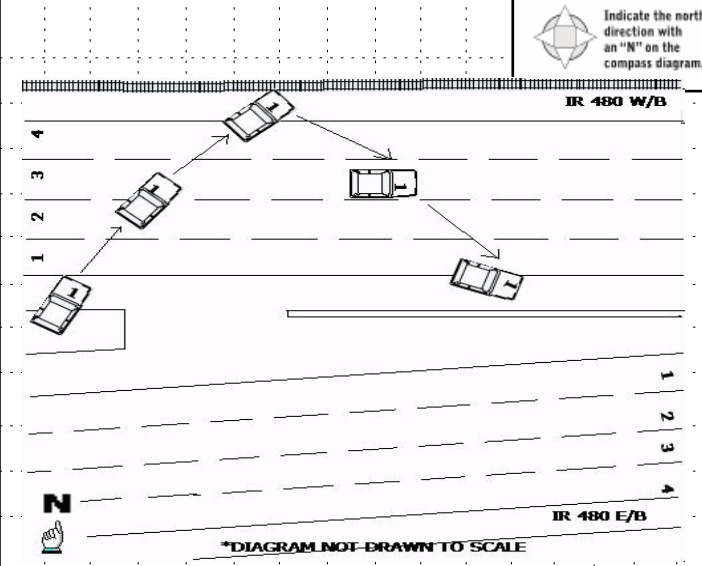 Indicate the north
direction with
an "N" on the
compass diagram.
IR 480 W/B
4
1
3
1
1
2
1
1
1
1
2
3
4
N
IR 480 E/B
*DIAGRAM NOT DRAWN TO SCALE